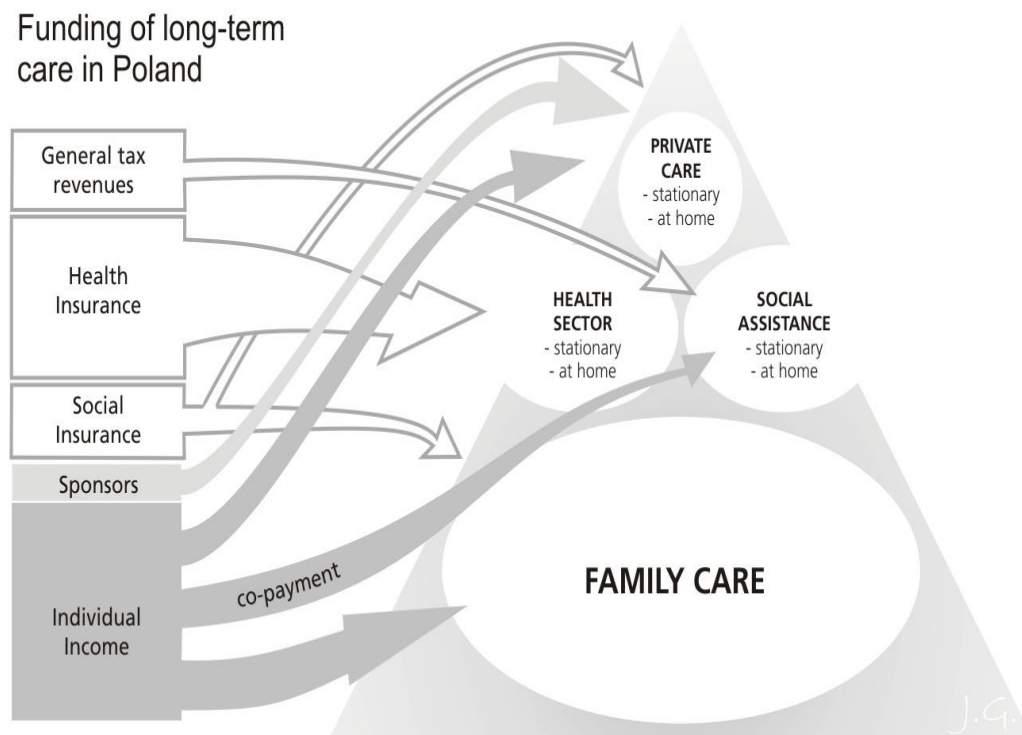 Funding of long-term
care in Poland
General tax
revenues
Health
Insurance
Social
Insurance
Sponsors
Individual
Income
co-payment
PRIVATE
CARE
- stationary
- at home
HEALTH
SECTOR
- stationary
- at home
SOCIAL
ASSISTANCE
- stationary
- at home
FAMILY CARE
J.G.